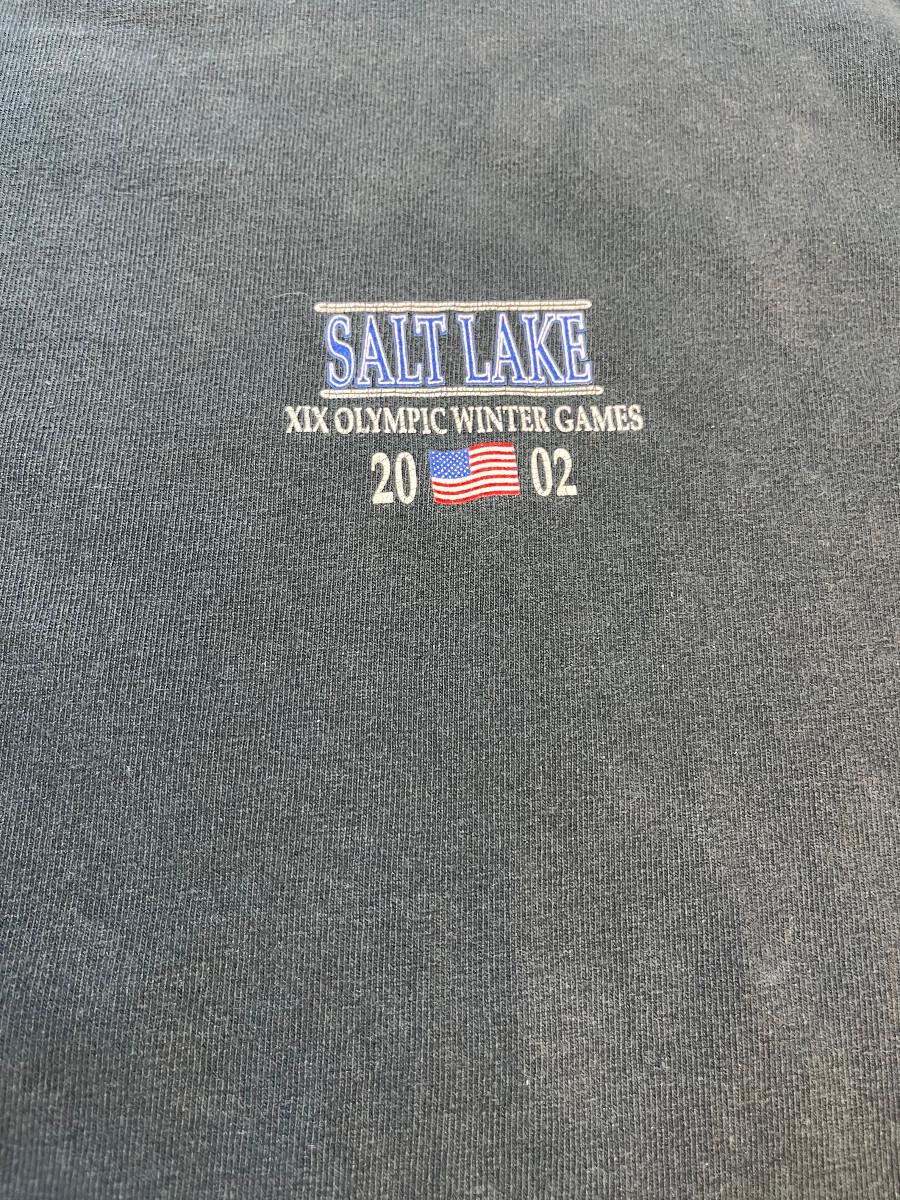 SALT LAKE
XIX OLYMPIC WINTER GAMES
20 02